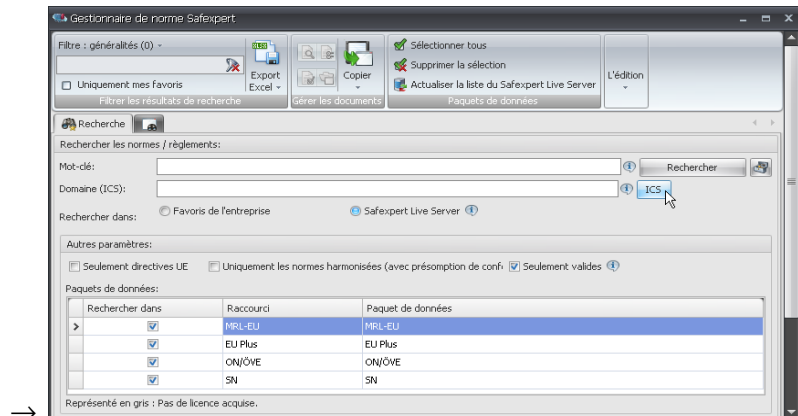 Gestionnaire de norme Safexpert
Filtre : généralités (0)
Uniquement mes favoris
Filtrer les résultats de recherche
Export Excel
Gérer les documents
Copier
Sélectionner tous
Supprimer la sélection
Actualiser la liste du Safexpert Live Server
Paquets de données
L'édition
Recherche
Rechercher les normes / règlements:
Mot-clé:
Rechercher
Domaine (ICS):
ICS
Rechercher dans:
Favoris de l'entreprise
Safexpert Live Server
Autres paramètres:
Seulement directives UE
Uniquement les normes harmonisées (avec présomption de conf
Seulement valides
Paquets de données:
Rechercher dans Raccourci Paquet de données
MRL-EU MRL-EU
EU Plus EU Plus
ON/ÖVE ON/ÖVE
SN SN
→ Représenté en gris : Pas de licence acquise.